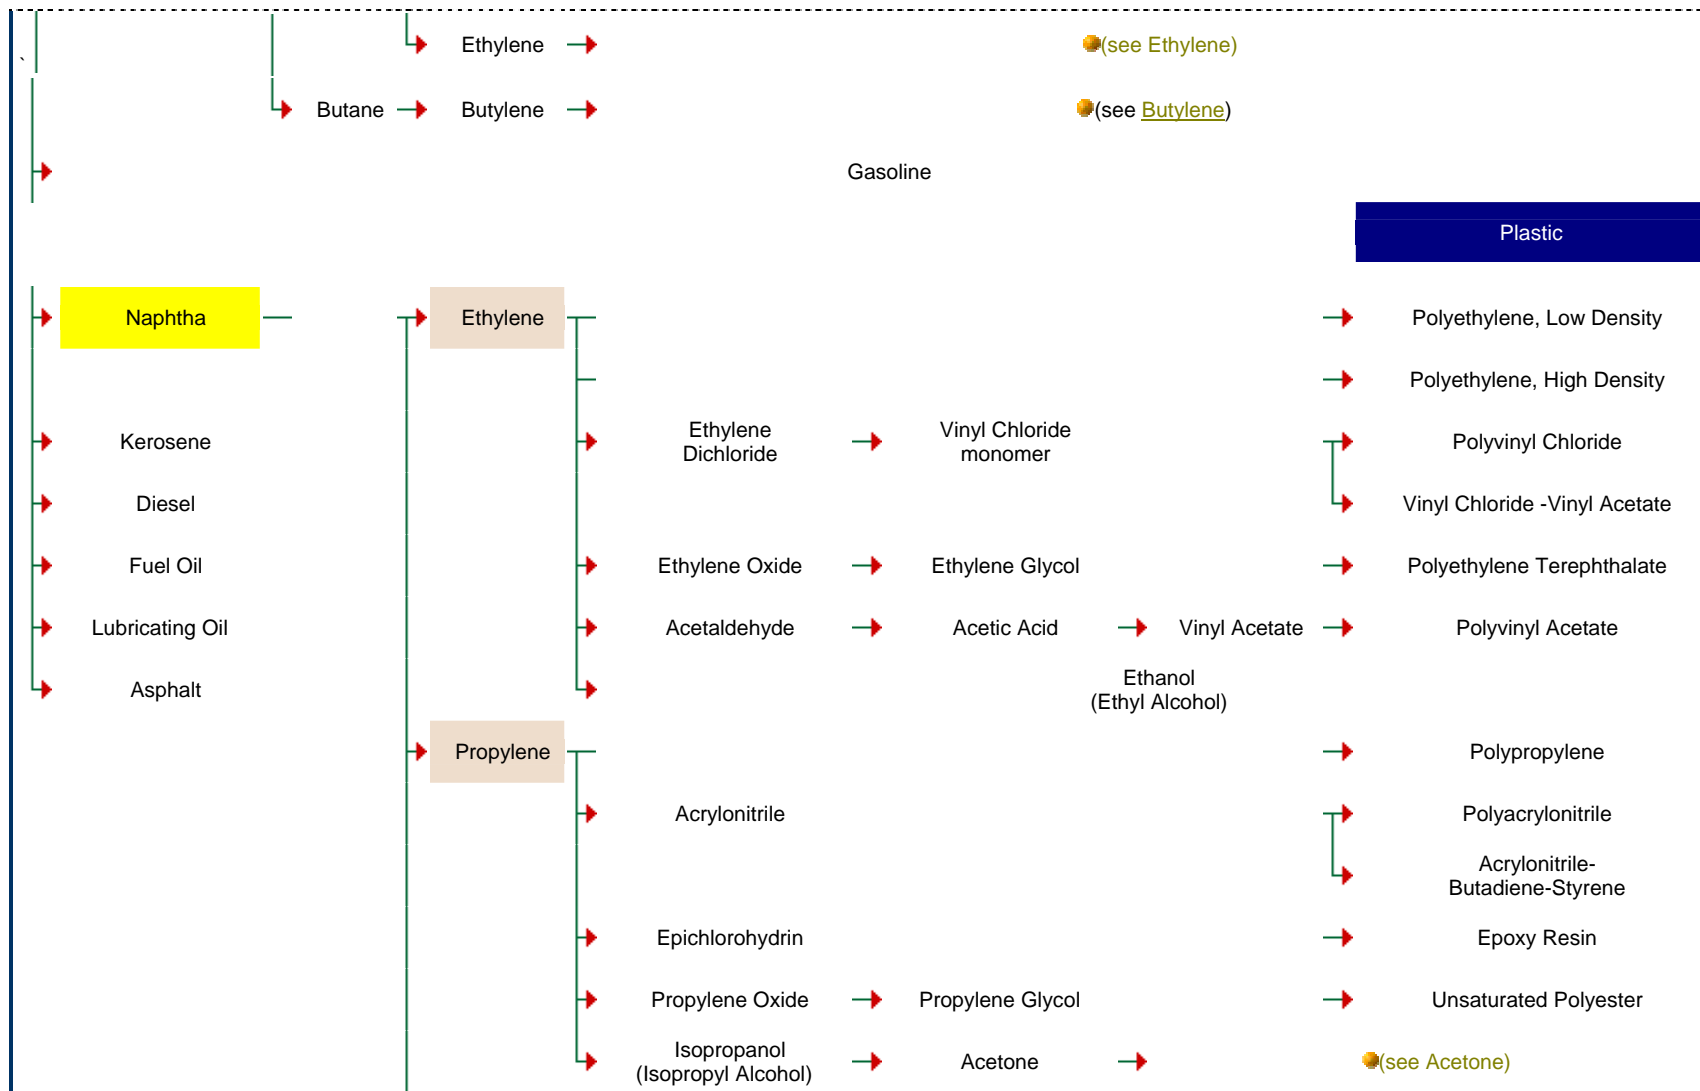 Ethylene (see Ethylene)
`
Butane Butylene (see Butylene)
Gasoline
Plastic
Naphtha Ethylene Polyethylene, Low Density
Polyethylene, High Density
Kerosene Ethylene Dichloride Vinyl Chloride monomer Polyvinyl Chloride
Diesel Vinyl Chloride -Vinyl Acetate
Fuel Oil Ethylene Oxide Ethylene Glycol Polyethylene Terephthalate
Lubricating Oil Acetaldehyde Acetic Acid Vinyl Acetate Polyvinyl Acetate
Asphalt Ethanol (Ethyl Alcohol)
Propylene Polypropylene
Acrylonitrile Polyacrylonitrile
Acrylonitrile-
Butadiene-Styrene
Epichlorohydrin Epoxy Resin
Propylene Oxide Propylene Glycol Unsaturated Polyester
Isopropanol (Isopropyl Alcohol) Acetone (see Acetone)